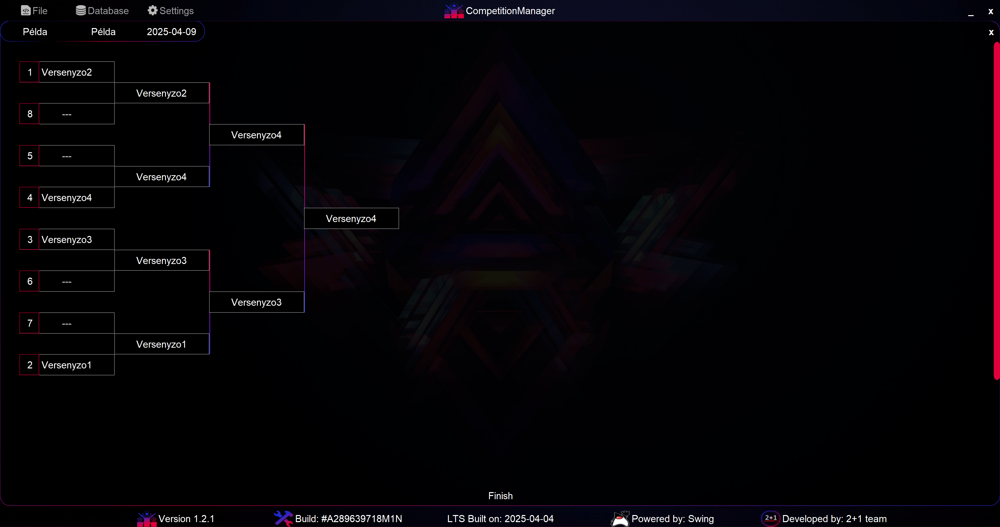 File Database Settings CompetitionManager _ x
Példa Példa 2025-04-09 x
1 Versenyzo2
Versenyzo2
8 ---
Versenyzo4
5 ---
Versenyzo4
4 Versenyzo4
Versenyzo4
3 Versenyzo3
Versenyzo3
6 ---
Versenyzo3
7 ---
Versenyzo1
2 Versenyzo1
Finish
Version 1.2.1 Build: #A289639718M1N LTS Built on: 2025-04-04 Powered by: Swing 2+1 Developed by: 2+1 team